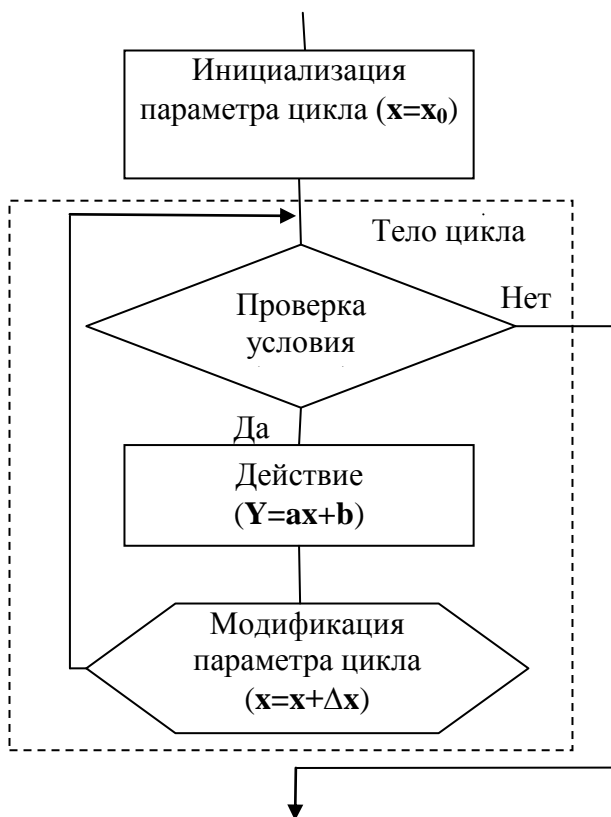 Инициализация
параметра цикла (x=x₀)
Тело цикла
Проверка
условия
Нет
Да
Действие
(Y=ax+b)
Модификация
параметра цикла
(x=x+Δx)